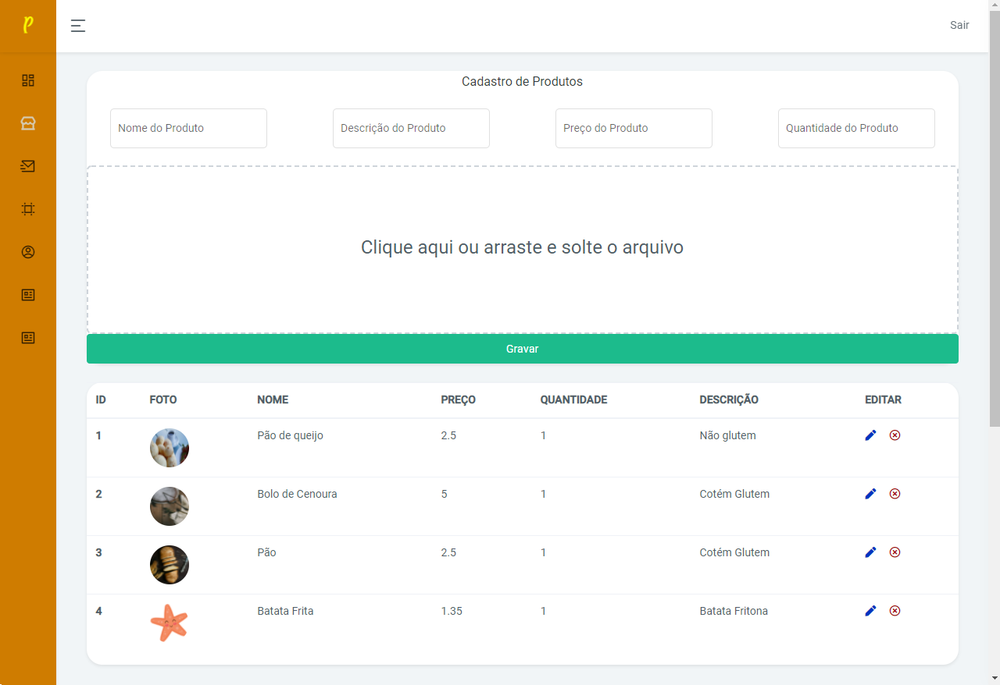 P
Sair
Cadastro de Produtos
Nome do Produto Descrição do Produto Preço do Produto Quantidade do Produto
Clique aqui ou arraste e solte o arquivo
Gravar
ID FOTO NOME PREÇO QUANTIDADE DESCRIÇÃO EDITAR
1 Pão de queijo 2.5 1 Não glutem
2 Bolo de Cenoura 5 1 Cotém Glutem
3 Pão 2.5 1 Cotém Glutem
4 Batata Frita 1.35 1 Batata Fritona